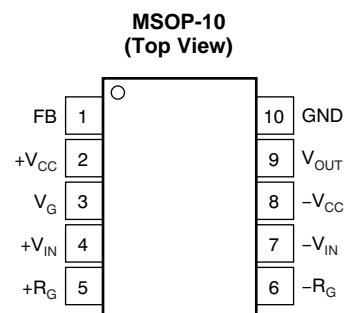 MSOP-10
(Top View)
FB 1 10 GND
+VCC 2 9 VOUT
VG 3 8 −VCC
+VIN 4 7 −VIN
+RG 5 6 −RG